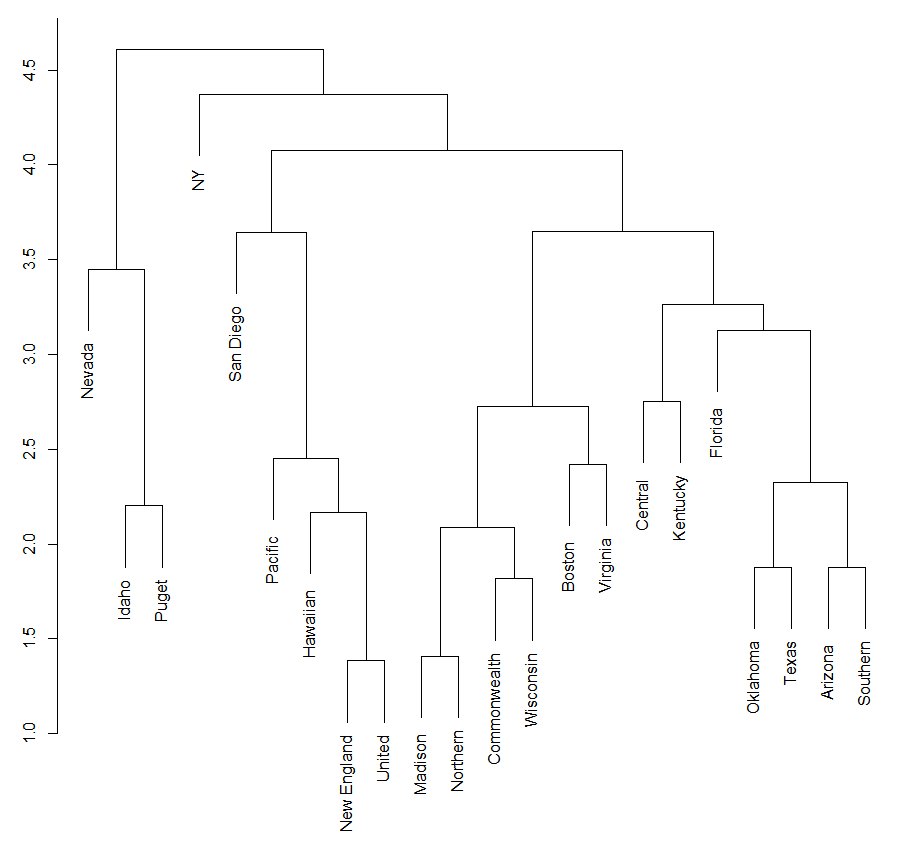 4.5
4.0
3.5
3.0
2.5
2.0
1.5
1.0
Nevada
Idaho
Puget
NY
San Diego
Pacific
Hawaiian
New England
United
Madison
Northern
Commonwealth
Wisconsin
Boston
Virginia
Central
Kentucky
Florida
Oklahoma
Texas
Arizona
Southern